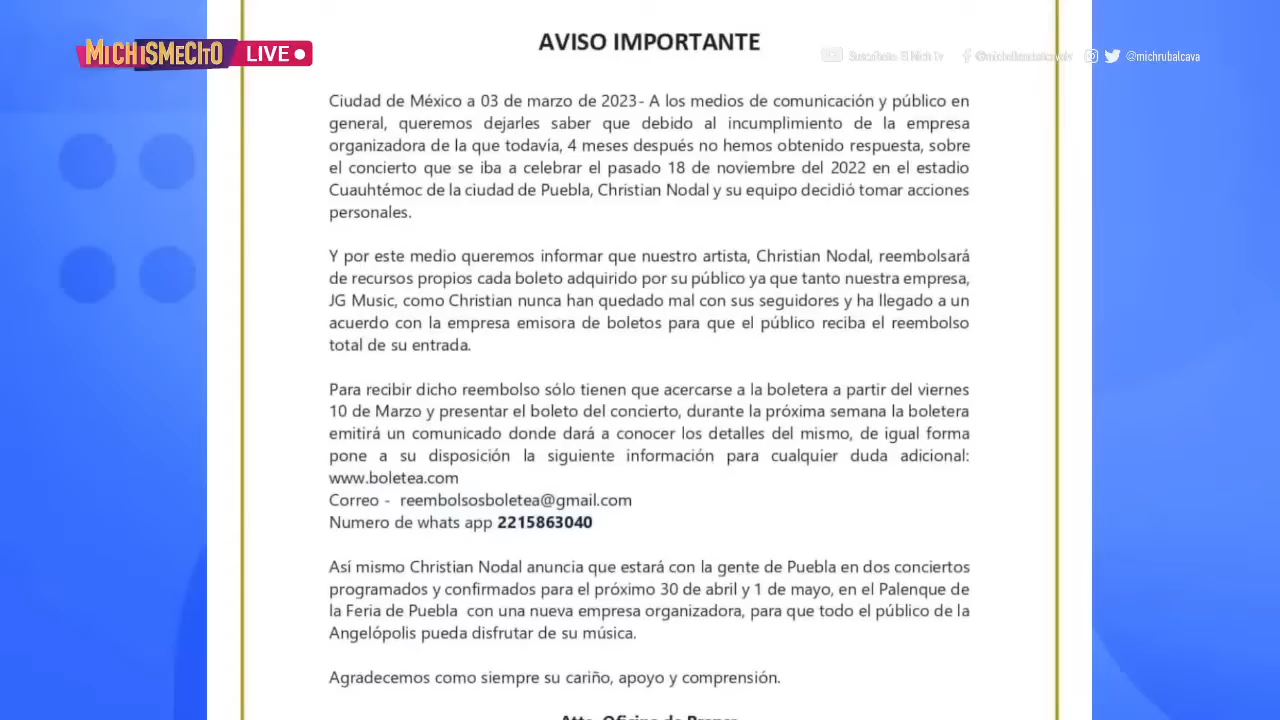 MICHISMECITO LIVE
AVISO IMPORTANTE
@michrubalcava
Ciudad de México a 03 de marzo de 2023- A los medios de comunicación y público en
general, queremos dejarles saber que debido al incumplimiento de la empresa
organizadora de la que todavía, 4 meses después no hemos obtenido respuesta, sobre
el concierto que se iba a celebrar el pasado 18 de noviembre del 2022 en el estadio
Cuauhtémoc de la ciudad de Puebla, Christian Nodal y su equipo decidió tomar acciones
personales.
Y por este medio queremos informar que nuestro artista, Christian Nodal, reembolsará
de recursos propios cada boleto adquirido por su público ya que tanto nuestra empresa,
JG Music, como Christian nunca han quedado mal con sus seguidores y ha llegado a un
acuerdo con la empresa emisora de boletos para que el público reciba el reembolso
total de su entrada.
Para recibir dicho reembolso sólo tienen que acercarse a la boletera a partir del viernes
10 de Marzo y presentar el boleto del concierto, durante la próxima semana la boletera
emitirá un comunicado donde dará a conocer los detalles del mismo, de igual forma
pone a su disposición la siguiente información para cualquier duda adicional:
www.boletea.com
Correo - reembolsosboletea@gmail.com
Numero de whats app 2215863040
Así mismo Christian Nodal anuncia que estará con la gente de Puebla en dos conciertos
programados y confirmados para el próximo 30 de abril y 1 de mayo, en el Palenque de
la Feria de Puebla con una nueva empresa organizadora, para que todo el público de la
Angelópolis pueda disfrutar de su música.
Agradecemos como siempre su cariño, apoyo y comprensión.